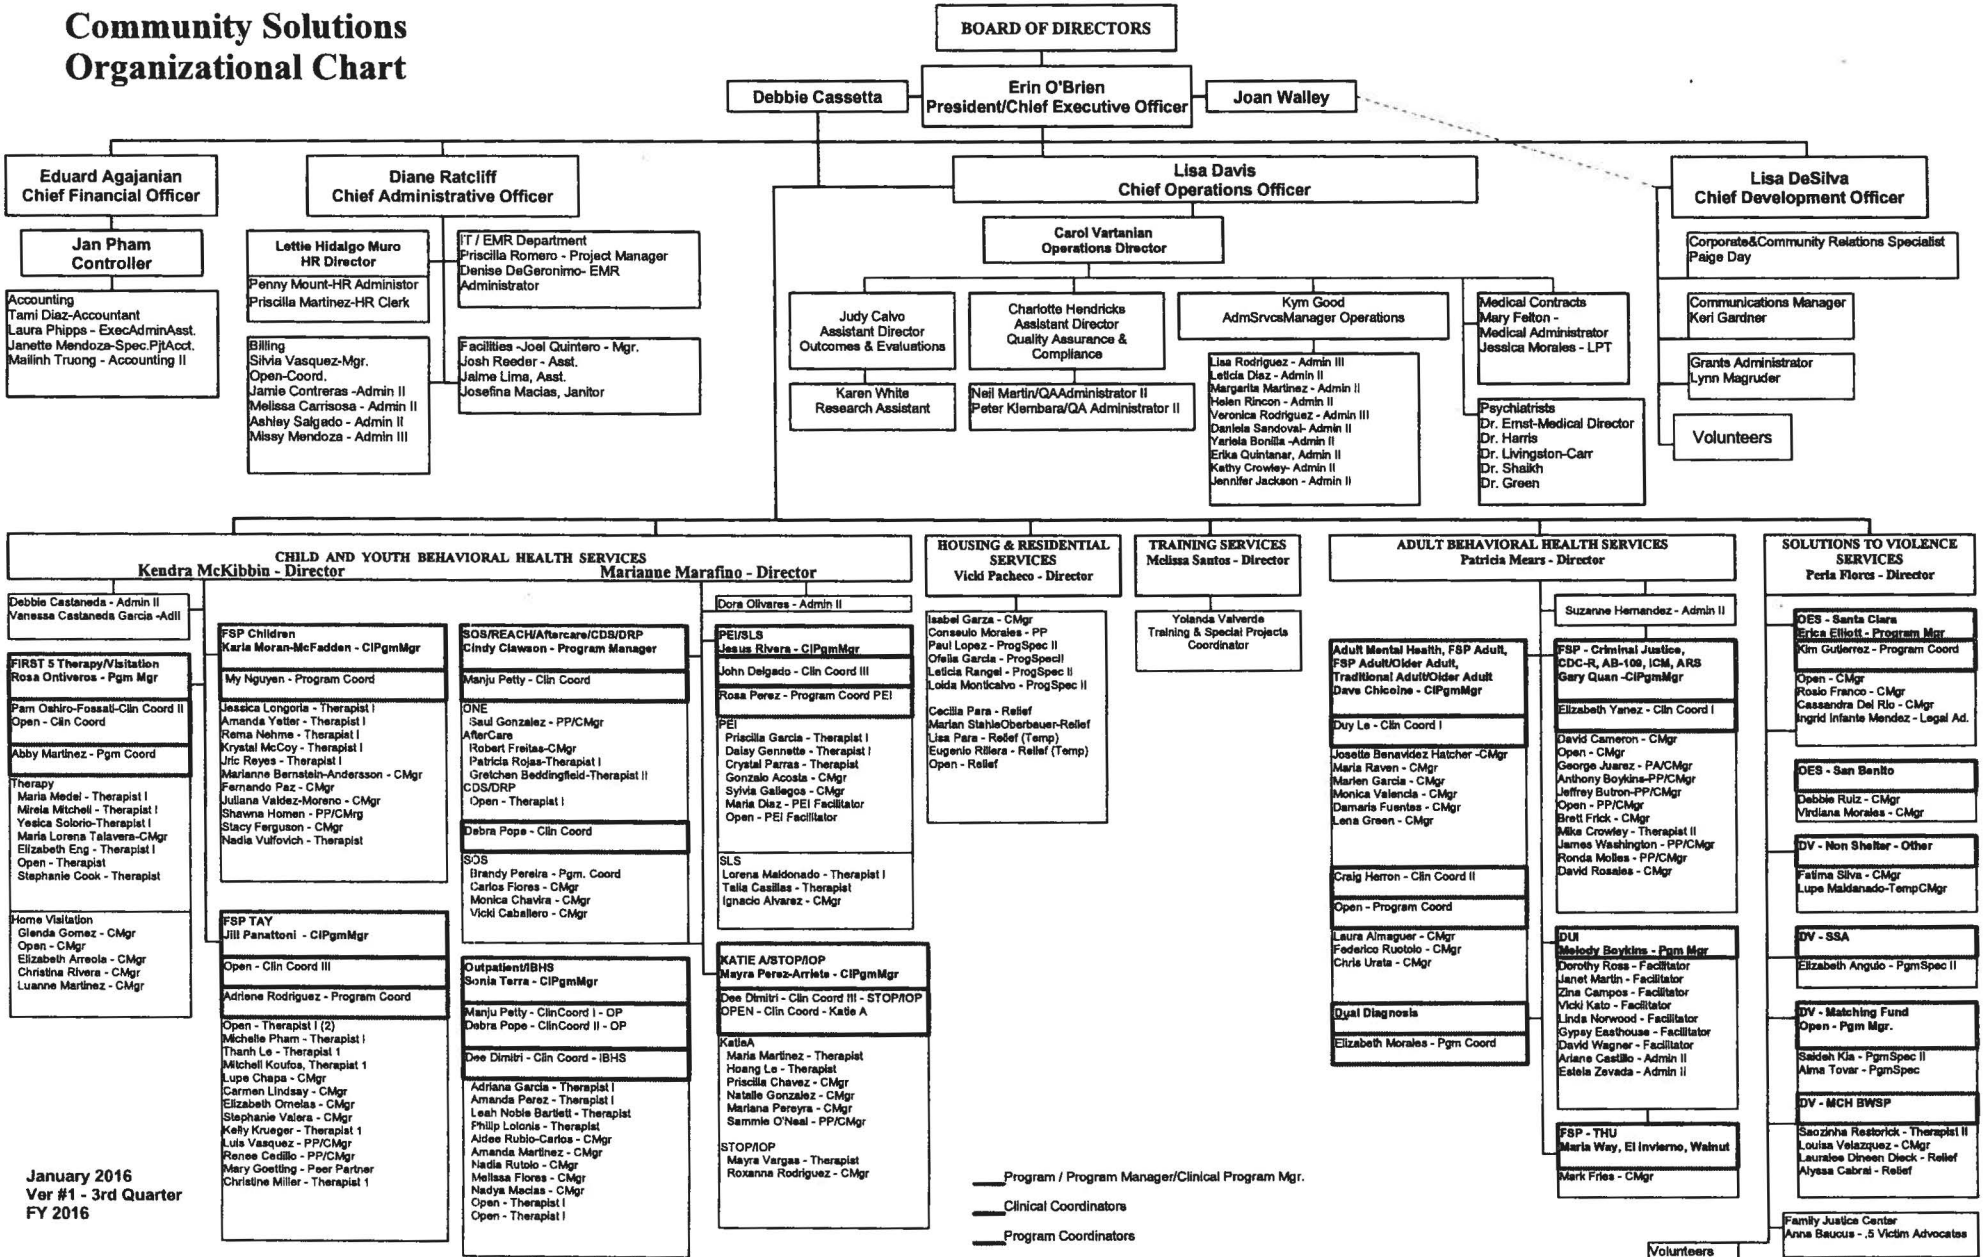 Community Solutions
Organizational Chart
BOARD OF DIRECTORS
Debbie Cassetta
Erin O'Brien
President/Chief Executive Officer
Joan Walley
Eduard Agajanian
Chief Financial Officer
Diane Ratcliff
Chief Administrative Officer
Lisa Davis
Chief Operations Officer
Lisa DeSilva
Chief Development Officer
Jan Pham
Controller
Accounting
Tami Diaz-Accountant
Laura Phipps - ExecAdminAsst.
Janette Mendoza-Spec.PjtAcct.
Mailinh Truong - Accounting II
Lettie Hidalgo Muro
HR Director
Penny Mount-HR Administor
Priscilla Martinez-HR Clerk
IT / EMR Department
Priscilla Romero - Project Manager
Denise DeGeronimo- EMR
Administrator
Billing
Silvia Vasquez-Mgr.
Open-Coord.
Jamie Contreras -Admin II
Melissa Carrisosa - Admin II
Ashley Salgado - Admin II
Missy Mendoza - Admin III
Facilities -Joel Quintero - Mgr.
Josh Reeder - Asst.
Jaime Lima, Asst.
Josefina Macias, Janitor
Carol Vartanian
Operations Director
Judy Calvo
Assistant Director
Outcomes & Evaluations
Karen White
Research Assistant
Charlotte Hendricks
Assistant Director
Quality Assurance &
Compliance
Neil Martin/QAAdministrator II
Peter Klembara/QA Administrator II
Kym Good
AdmSrvcsManager Operations
Lisa Rodriguez - Admin III
Leticia Diaz - Admin II
Margarita Martinez - Admin II
Helen Rincon - Admin II
Veronica Rodriguez - Admin III
Daniela Sandoval- Admin II
Yariela Bonilla -Admin II
Erika Quintanar, Admin II
Kathy Crowley- Admin II
Jennifer Jackson - Admin II
Medical Contracts
Mary Felton -
Medical Administrator
Jessica Morales - LPT
Psychiatrists
Dr. Ernst-Medical Director
Dr. Harris
Dr. Livingston-Carr
Dr. Shaikh
Dr. Green
Corporate&Community Relations Specialist
Paige Day
Communications Manager
Keri Gardner
Grants Administrator
Lynn Magruder
Volunteers
CHILD AND YOUTH BEHAVIORAL HEALTH SERVICES
Kendra McKibbin - Director
Marianne Marafino - Director
Debbie Castaneda - Admin II
Vanessa Castaneda Garcia -AdII
FIRST 5 Therapy/Visitation
Rosa Ontiveros - Pgm Mgr
Pam Oshiro-Fossati-Clin Coord II
Open - Clin Coord
Abby Martinez - Pgm Coord
Therapy
Maria Medel - Therapist I
Mirela Mitchell - Therapist I
Yesica Solorio-Therapist I
Maria Lorena Talavera-CMgr
Elizabeth Eng - Therapist I
Open - Therapist
Stephanie Cook - Therapist
Home Visitation
Glenda Gomez - CMgr
Open - CMgr
Elizabeth Arreola - CMgr
Christina Rivera - CMgr
Luanne Martinez - CMgr
FSP Children
Karla Moran-McFadden - ClPgmMgr
My Nguyen - Program Coord
Jessica Longoria - Therapist I
Amanda Yetter - Therapist I
Rema Nehme - Therapist I
Krystal McCoy - Therapist I
Jric Reyes - Therapist I
Marianne Bernstein-Andersson - CMgr
Fernando Paz - CMgr
Juliana Valdez-Moreno - CMgr
Shawna Homen - PP/CMrg
Stacy Ferguson - CMgr
Nadia Vulfovich - Therapist
FSP TAY
Jill Panattoni - ClPgmMgr
Open - Clin Coord III
Adriene Rodriguez - Program Coord
Open - Therapist I (2)
Michelle Pham - Therapist I
Thanh Le - Therapist 1
Mitchell Koufos, Therapist 1
Lupe Chapa - CMgr
Carmen Lindsay - CMgr
Elizabeth Ornelas - CMgr
Stephanie Valera - CMgr
Kelly Krueger - Therapist 1
Luis Vasquez - PP/CMgr
Renee Cedillo - PP/CMgr
Mary Goetting - Peer Partner
Christine Miller - Therapist 1
SOS/REACH/Aftercare/CDS/DRP
Cindy Clawson - Program Manager
Manju Petty - Clin Coord
ONE
Saul Gonzalez - PP/CMgr
AfterCare
Robert Freitas-CMgr
Patricia Rojas-Therapist I
Gretchen Beddingfield-Therapist II
CDS/DRP
Open - Therapist I
Debra Pope - Clin Coord
SOS
Brandy Pereira - Pgm. Coord
Carlos Flores - CMgr
Monica Chavira - CMgr
Vicki Caballero - CMgr
Outpatient/IBHS
Sonia Terra - ClPgmMgr
Manju Petty - ClinCoord I - OP
Debra Pope - ClinCoord II - OP
Dee Dimitri - Clin Coord - IBHS
Adriana Garcia - Therapist I
Amanda Perez - Therapist I
Leah Noble Bartlett - Therapist
Philip Lolonis - Therapist
Aidee Rubio-Carlos - CMgr
Amanda Martinez - CMgr
Nadia Rutolo - CMgr
Melissa Flores - CMgr
Nadya Macias - CMgr
Open - Therapist I
Open - Therapist I
Dora Olivares - Admin II
PEI/SLS
Jesus Rivera - ClPgmMgr
John Delgado - Clin Coord III
Rosa Perez - Program Coord PEI
PEI
Priscilla Garcia - Therapist I
Daisy Gennette - Therapist I
Crystal Parras - Therapist
Gonzalo Acosta - CMgr
Sylvia Gallegos - CMgr
Maria Diaz - PEI Facilitator
Open - PEI Facilitator
SLS
Lorena Maldonado - Therapist I
Talia Casillas - Therapist
Ignacio Alvarez - CMgr
KATIE A/STOP/IOP
Mayra Perez-Arrieta - ClPgmMgr
Dee Dimitri - Clin Coord III - STOP/IOP
OPEN - Clin Coord - Katie A
KatieA
Maria Martinez - Therapist
Hoang Le - Therapist
Priscilla Chavez - CMgr
Natalie Gonzalez - CMgr
Mariana Pereyra - CMgr
Sammie O'Neal - PP/CMgr
STOP/IOP
Mayra Vargas - Therapist
Roxanna Rodriguez - CMgr
HOUSING & RESIDENTIAL
SERVICES
Vicki Pacheco - Director
Isabel Garza - CMgr
Conseulo Morales - PP
Paul Lopez - ProgSpec II
Ofelia Garcia - ProgSpecII
Leticia Rangel - ProgSpec II
Loida Monticalvo - ProgSpec II
Cecilia Para - Relief
Marian StahleOberbauer-Relief
Lisa Para - Relief (Temp)
Eugenio Rillera - Relief (Temp)
Open - Relief
TRAINING SERVICES
Melissa Santos - Director
Yolanda Valverde
Training & Special Projects
Coordinator
ADULT BEHAVIORAL HEALTH SERVICES
Patricia Mears - Director
Suzanne Hernandez - Admin II
Adult Mental Health, FSP Adult,
FSP Adult/Older Adult,
Traditional Adult/Older Adult
Dave Chicoine - ClPgmMgr
Duy Le - Clin Coord I
Josette Benavidez Hatcher -CMgr
Maria Raven - CMgr
Marlen Garcia - CMgr
Monica Valencia - CMgr
Damaris Fuentes - CMgr
Lena Green - CMgr
Craig Herron - Clin Coord II
Open - Program Coord
Laura Almaguer - CMgr
Federico Ruotolo - CMgr
Chris Urata - CMgr
Dual Diagnosis
Elizabeth Morales - Pgm Coord
FSP - Criminal Justice,
CDC-R, AB-109, ICM, ARS
Gary Quan -ClPgmMgr
Elizabeth Yanez - Clin Coord I
David Cameron - CMgr
Open - CMgr
George Juarez - PA/CMgr
Anthony Boykins-PP/CMgr
Jeffrey Butron-PP/CMgr
Open - PP/CMgr
Brett Frick - CMgr
Mike Crowley - Therapist II
James Washington - PP/CMgr
Ronda Molles - PP/CMgr
David Rosales - CMgr
DUI
Melody Boykins - Pgm Mgr
Dorothy Ross - Facilitator
Janet Martin - Facilitator
Zina Campos - Facilitator
Vicki Kato - Facilitator
Linda Norwood - Facilitator
Gypsy Easthouse - Facilitator
David Wagner - Facilitator
Ariane Castillo - Admin II
Estela Zevada - Admin II
FSP - THU
Maria Way, El Invierno, Walnut
Mark Fries - CMgr
SOLUTIONS TO VIOLENCE
SERVICES
Perla Flores - Director
OES - Santa Clara
Erica Elliott - Program Mgr
Kim Gutierrez - Program Coord
Open - CMgr
Rosio Franco - CMgr
Cassandra Del Rio - CMgr
Ingrid Infante Mendez - Legal Ad.
OES - San Benito
Debbie Ruiz - CMgr
Virdiana Morales - CMgr
DV - Non Shelter - Other
Fatima Silva - CMgr
Lupe Maldanado-TempCMgr
DV - SSA
Elizabeth Angulo - PgmSpec II
DV - Matching Fund
Open - Pgm Mgr.
Saideh Kia - PgmSpec II
Alma Tovar - PgmSpec
DV - MCH BWSP
Saozinha Restorick - Therapist II
Louisa Velazquez - CMgr
Lauralee Dineen Dieck - Relief
Alyssa Cabral - Relief
Family Justice Center
Anna Baucus - .5 Victim Advocates
Volunteers
Program / Program Manager/Clinical Program Mgr.
Clinical Coordinators
Program Coordinators
January 2016
Ver #1 - 3rd Quarter
FY 2016